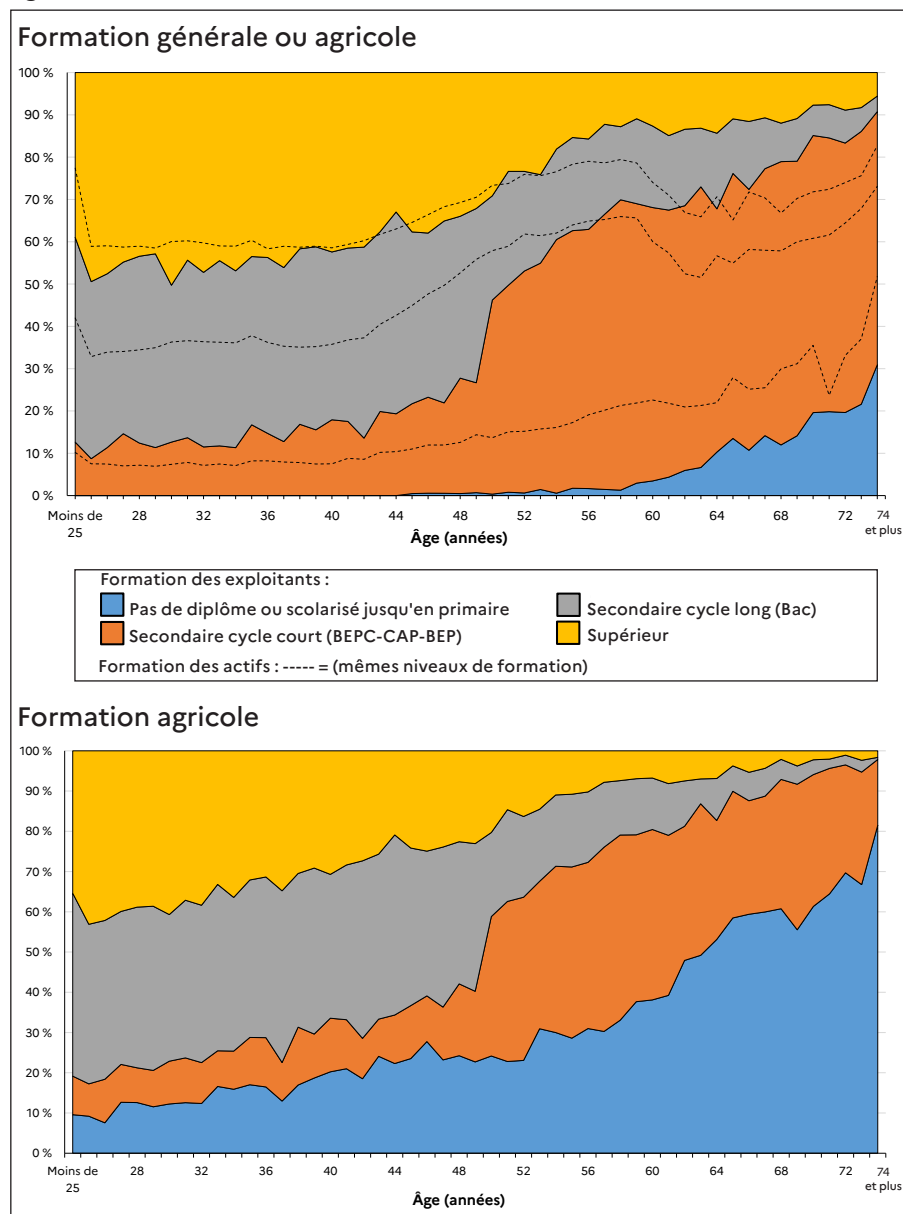 Formation générale ou agricole
100 %
90 %
80 %
70 %
60 %
50 %
40 %
30 %
20 %
10 %
0 %
Moins de 25 28 32 36 40 44 48 52 56 60 64 68 72 74 et plus
Âge (années)
Formation des exploitants :
Pas de diplôme ou scolarisé jusqu'en primaire Secondaire cycle long (Bac)
Secondaire cycle court (BEPC-CAP-BEP) Supérieur
Formation des actifs : ----- = (mêmes niveaux de formation)
Formation agricole
100 %
90 %
80 %
70 %
60 %
50 %
40 %
30 %
20 %
10 %
0 %
Moins de 25 28 32 36 40 44 48 52 56 60 64 68 72 74 et plus
Âge (années)